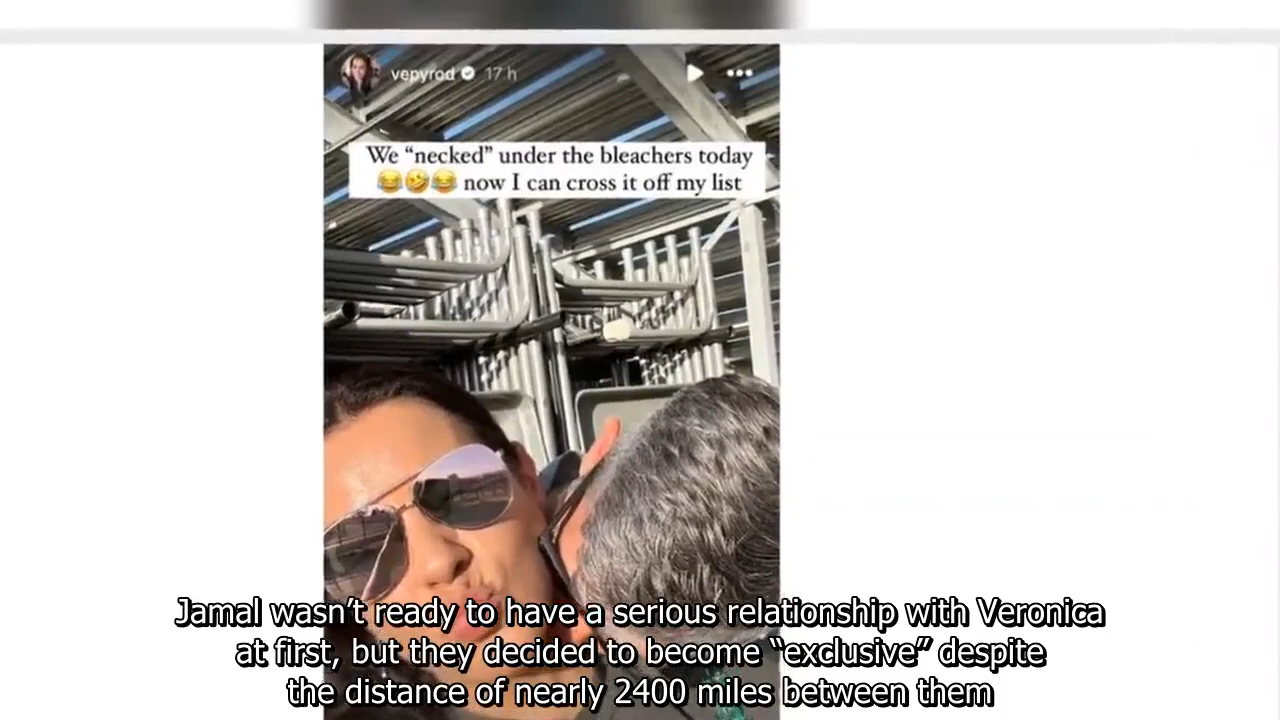 vepyrod 17 h
We “necked” under the bleachers today
😂🤣😂 now I can cross it off my list
Jamal wasn’t ready to have a serious relationship with Veronica
at first, but they decided to become “exclusive” despite
the distance of nearly 2400 miles between them